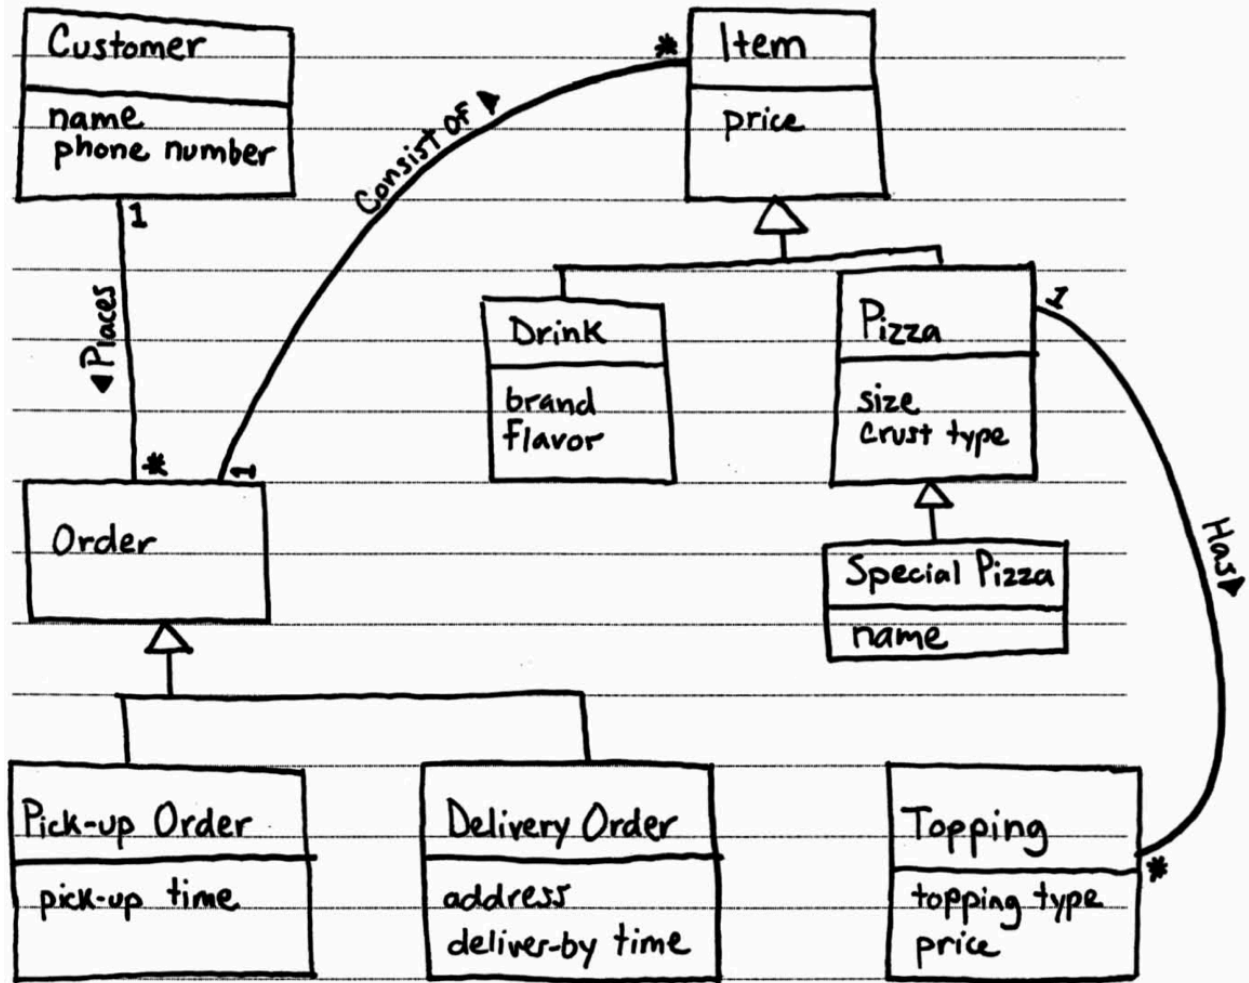 Customer
name
phone number
1
Places
*
Consist of
*
Item
price
Drink
brand
flavor
Pizza
size
crust type
1
Has
Special Pizza
name
1
Order
Pick-up Order
pick-up time
Delivery Order
address
deliver-by time
Topping
*
topping type
price